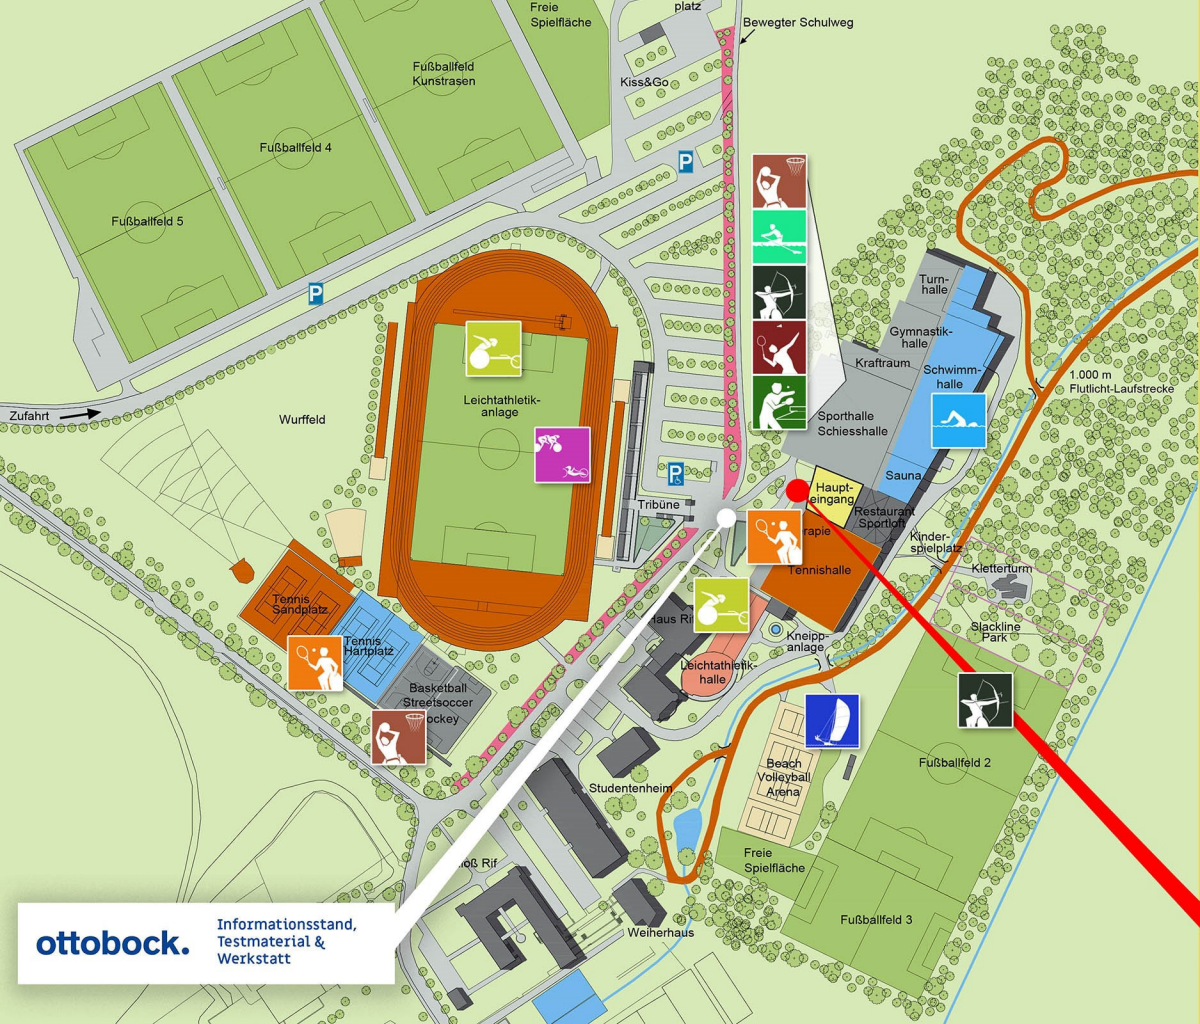 platz
Freie
Spielfläche
Bewegter Schulweg
Fußballfeld
Kunstrasen
Kiss&Go
Fußballfeld 4
P
Fußballfeld 5
P
Turn-
halle
Gymnastik-
halle
Kraftraum
Schwimm-
halle
1.000 m
Flutlicht-Laufstrecke
Zufahrt
Wurffeld
Leichtathletik-
anlage
Sporthalle
Schiesshalle
P
Sauna
Haupt-
eingang
Tribüne
Restaurant
Sportloft
rapie
Kinder-
spielplatz
Tennishalle
Kletterturm
Tennis
Sandplatz
Haus Rif
Slackline
Park
Kneipp-
anlage
Tennis
Hartplatz
Leichtathletik-
halle
Basketball
Streetsoccer
ockey
Beach
Volleyball
Arena
Fußballfeld 2
Studentenheim
Freie
Spielfläche
loß Rif
Fußballfeld 3
Weiherhaus
ottobock.
Informationsstand,
Testmaterial &
Werkstatt